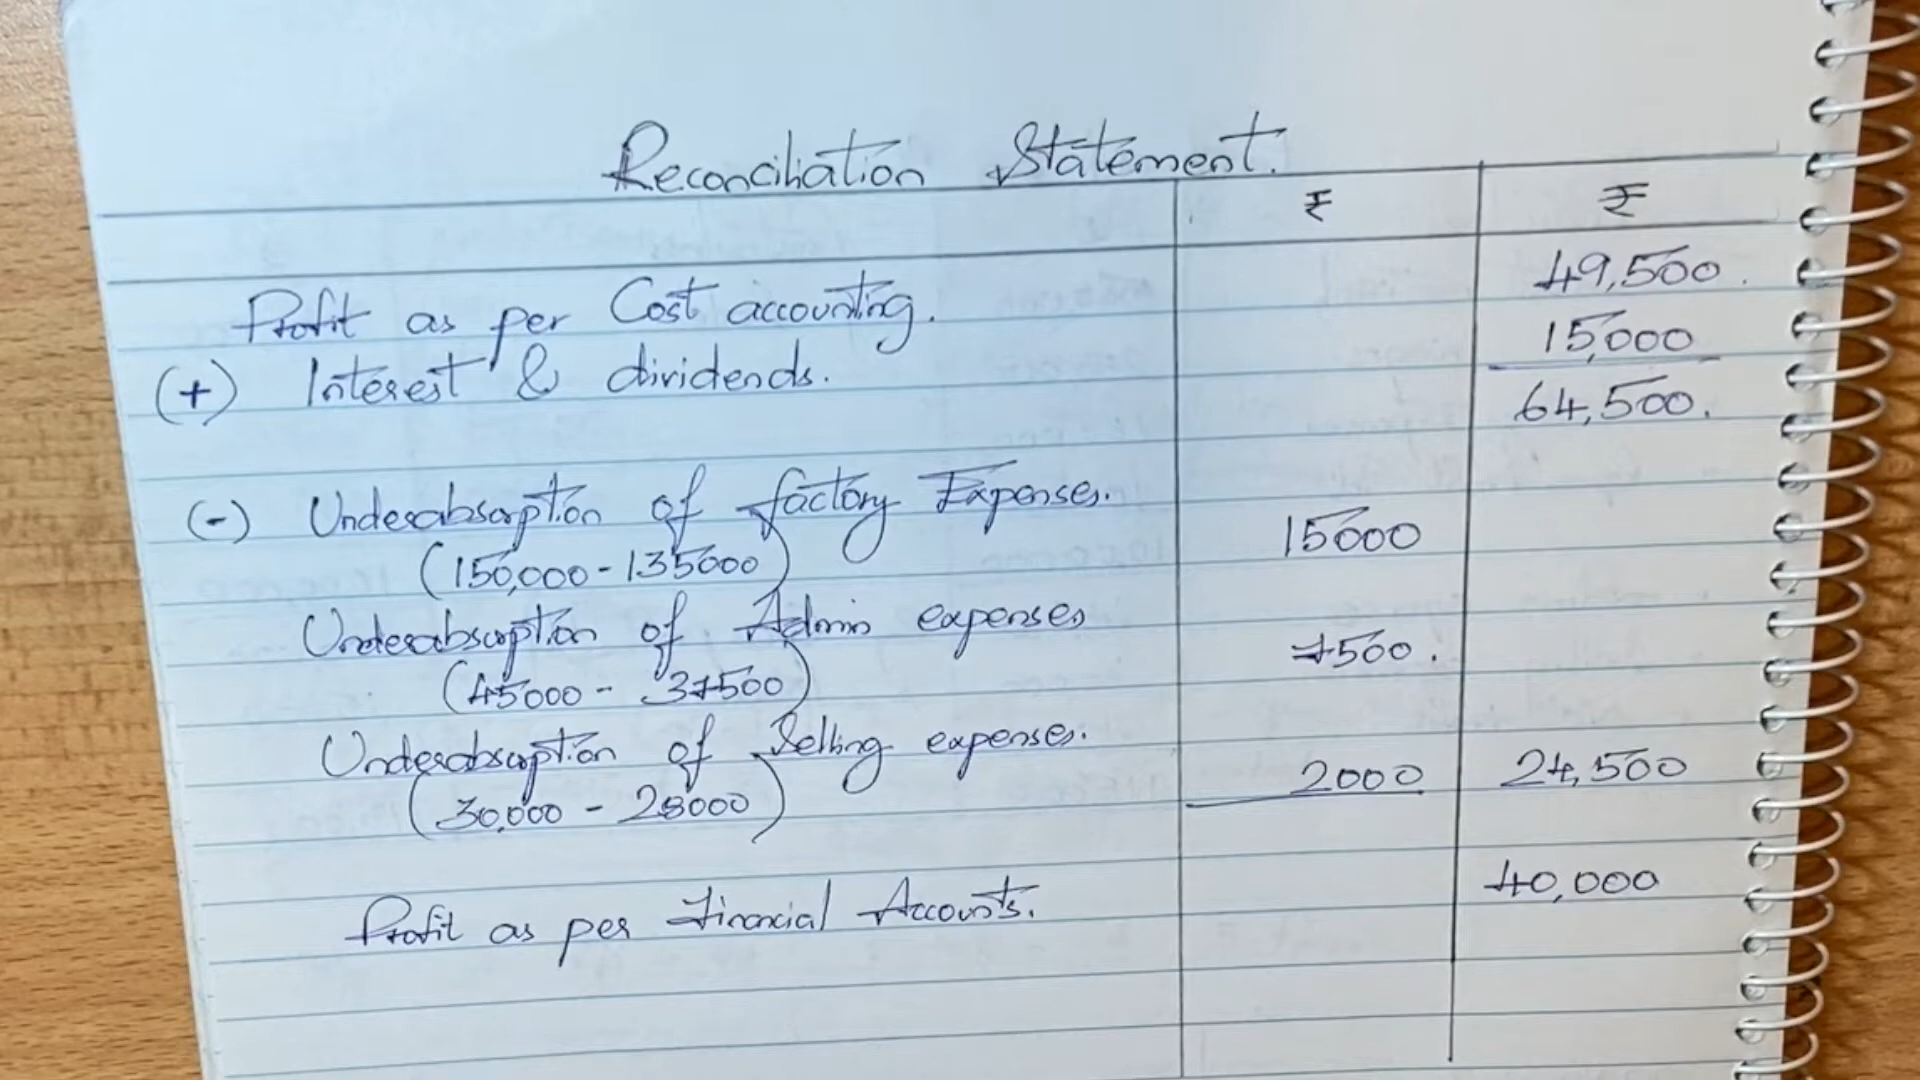 Reconciliation Statement.
₹ ₹
Profit as per Cost accounting. 49,500.
(+) Interest & dividends. 15,000
64,500.
(-) Underabsorption of factory Expenses. 15000
(150,000 - 135000)
Underabsorption of Admin expenses 7500.
(45000 - 37500)
Underabsorption of Selling expenses. 2000 24,500
(30,000 - 28000)
Profit as per Financial Accounts. 40,000